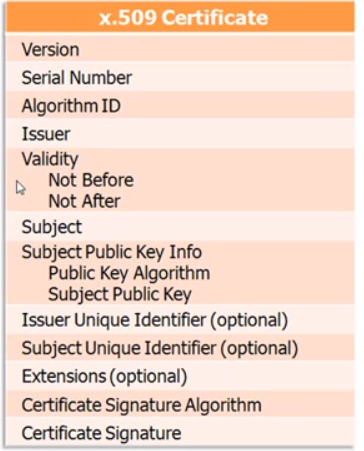 x.509 Certificate
Version
Serial Number
Algorithm ID
Issuer
Validity
Not Before
Not After
Subject
Subject Public Key Info
Public Key Algorithm
Subject Public Key
Issuer Unique Identifier (optional)
Subject Unique Identifier (optional)
Extensions (optional)
Certificate Signature Algorithm
Certificate Signature